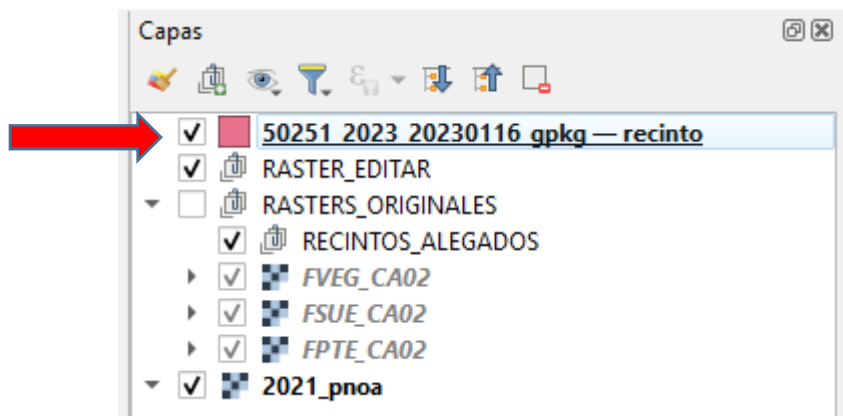 Capas
50251_2023_20230116_gpkg — recinto
RASTER_EDITAR
RASTERS_ORIGINALES
RECINTOS_ALEGADOS
FVEG_CA02
FSUE_CA02
FPTE_CA02
2021_pnoa